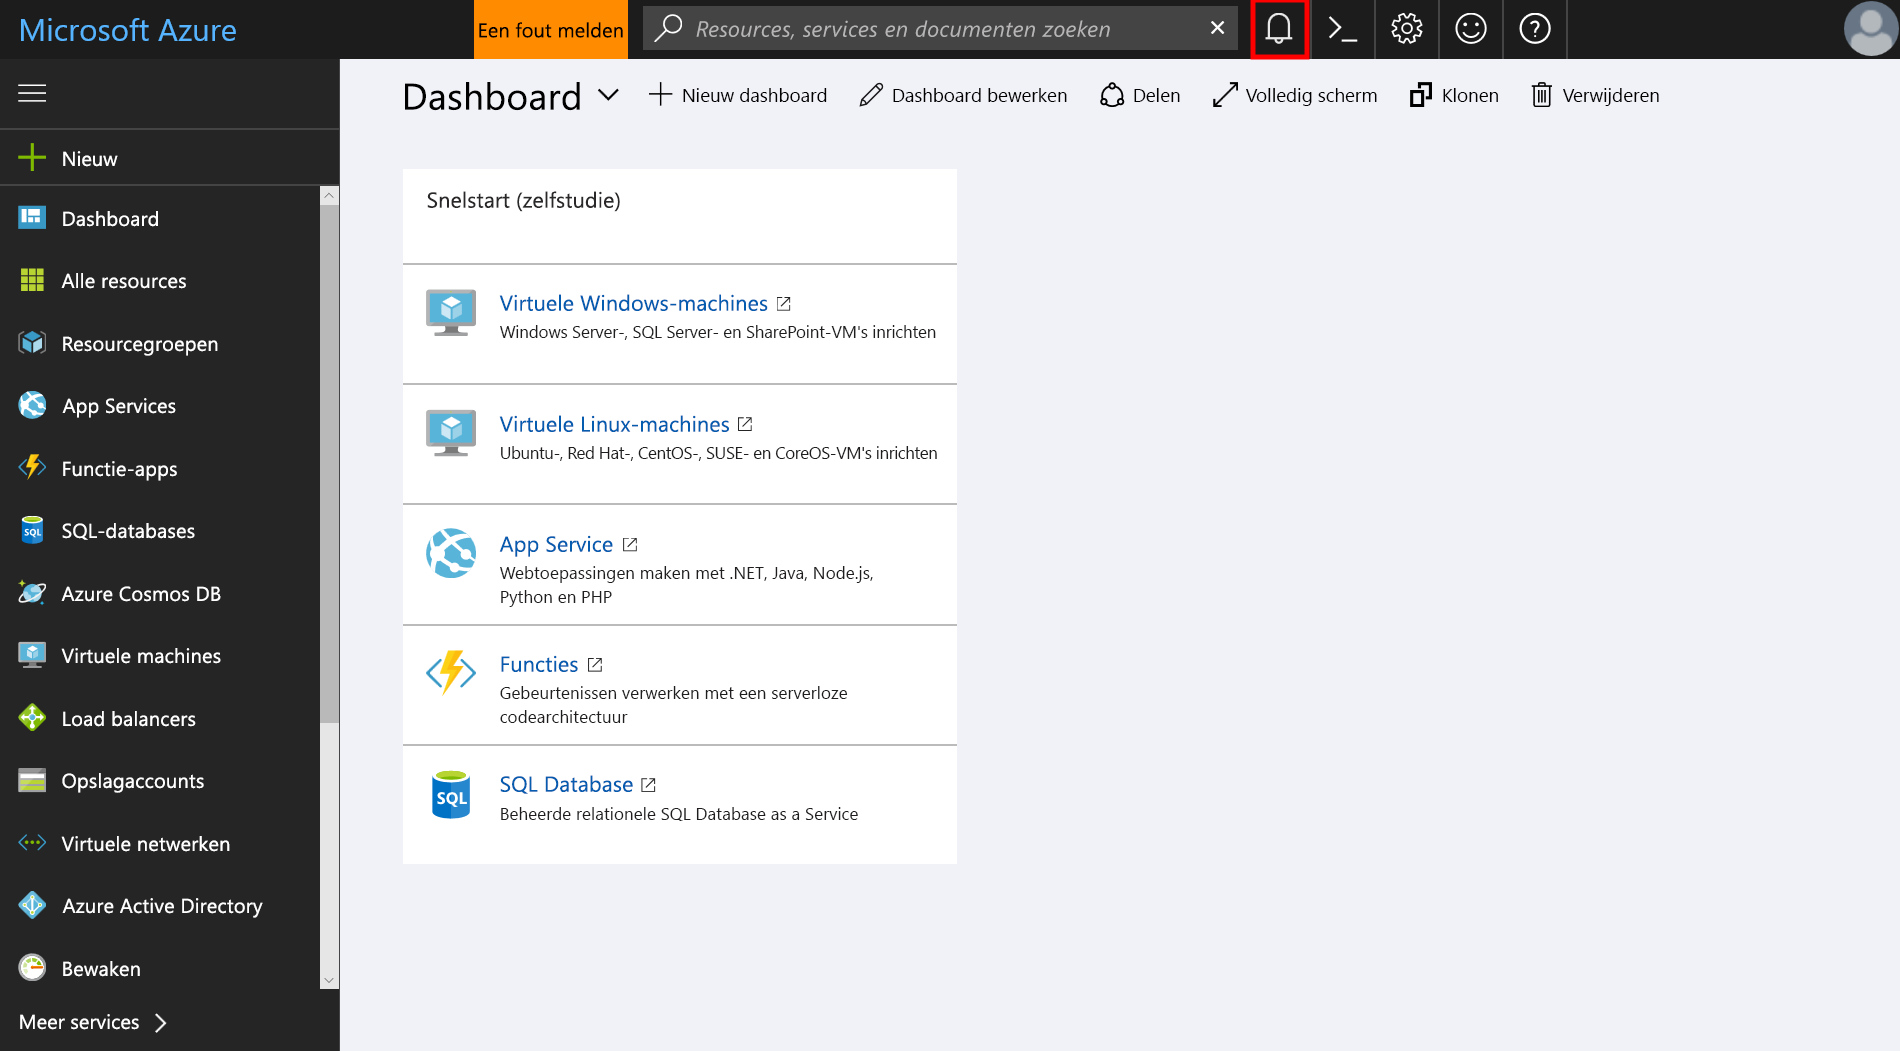 Microsoft Azure
Een fout melden
Resources, services en documenten zoeken
Dashboard
Nieuw dashboard
Dashboard bewerken
Delen
Volledig scherm
Klonen
Verwijderen
Nieuw
Dashboard
Alle resources
Resourcegroepen
App Services
Functie-apps
SQL-databases
Azure Cosmos DB
Virtuele machines
Load balancers
Opslagaccounts
Virtuele netwerken
Azure Active Directory
Bewaken
Meer services
Snelstart (zelfstudie)
Virtuele Windows-machines
Windows Server-, SQL Server- en SharePoint-VM's inrichten
Virtuele Linux-machines
Ubuntu-, Red Hat-, CentOS-, SUSE- en CoreOS-VM's inrichten
App Service
Webtoepassingen maken met .NET, Java, Node.js,
Python en PHP
Functies
Gebeurtenissen verwerken met een serverloze
codearchitectuur
SQL
SQL Database
Beheerde relationele SQL Database as a Service